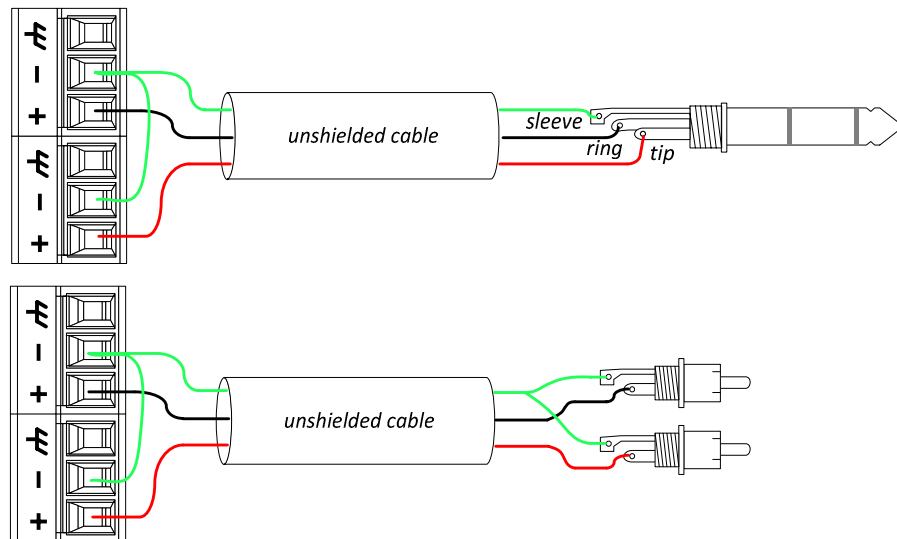 −
+
−
+
unshielded cable
sleeve
ring
tip
−
+
−
+
unshielded cable